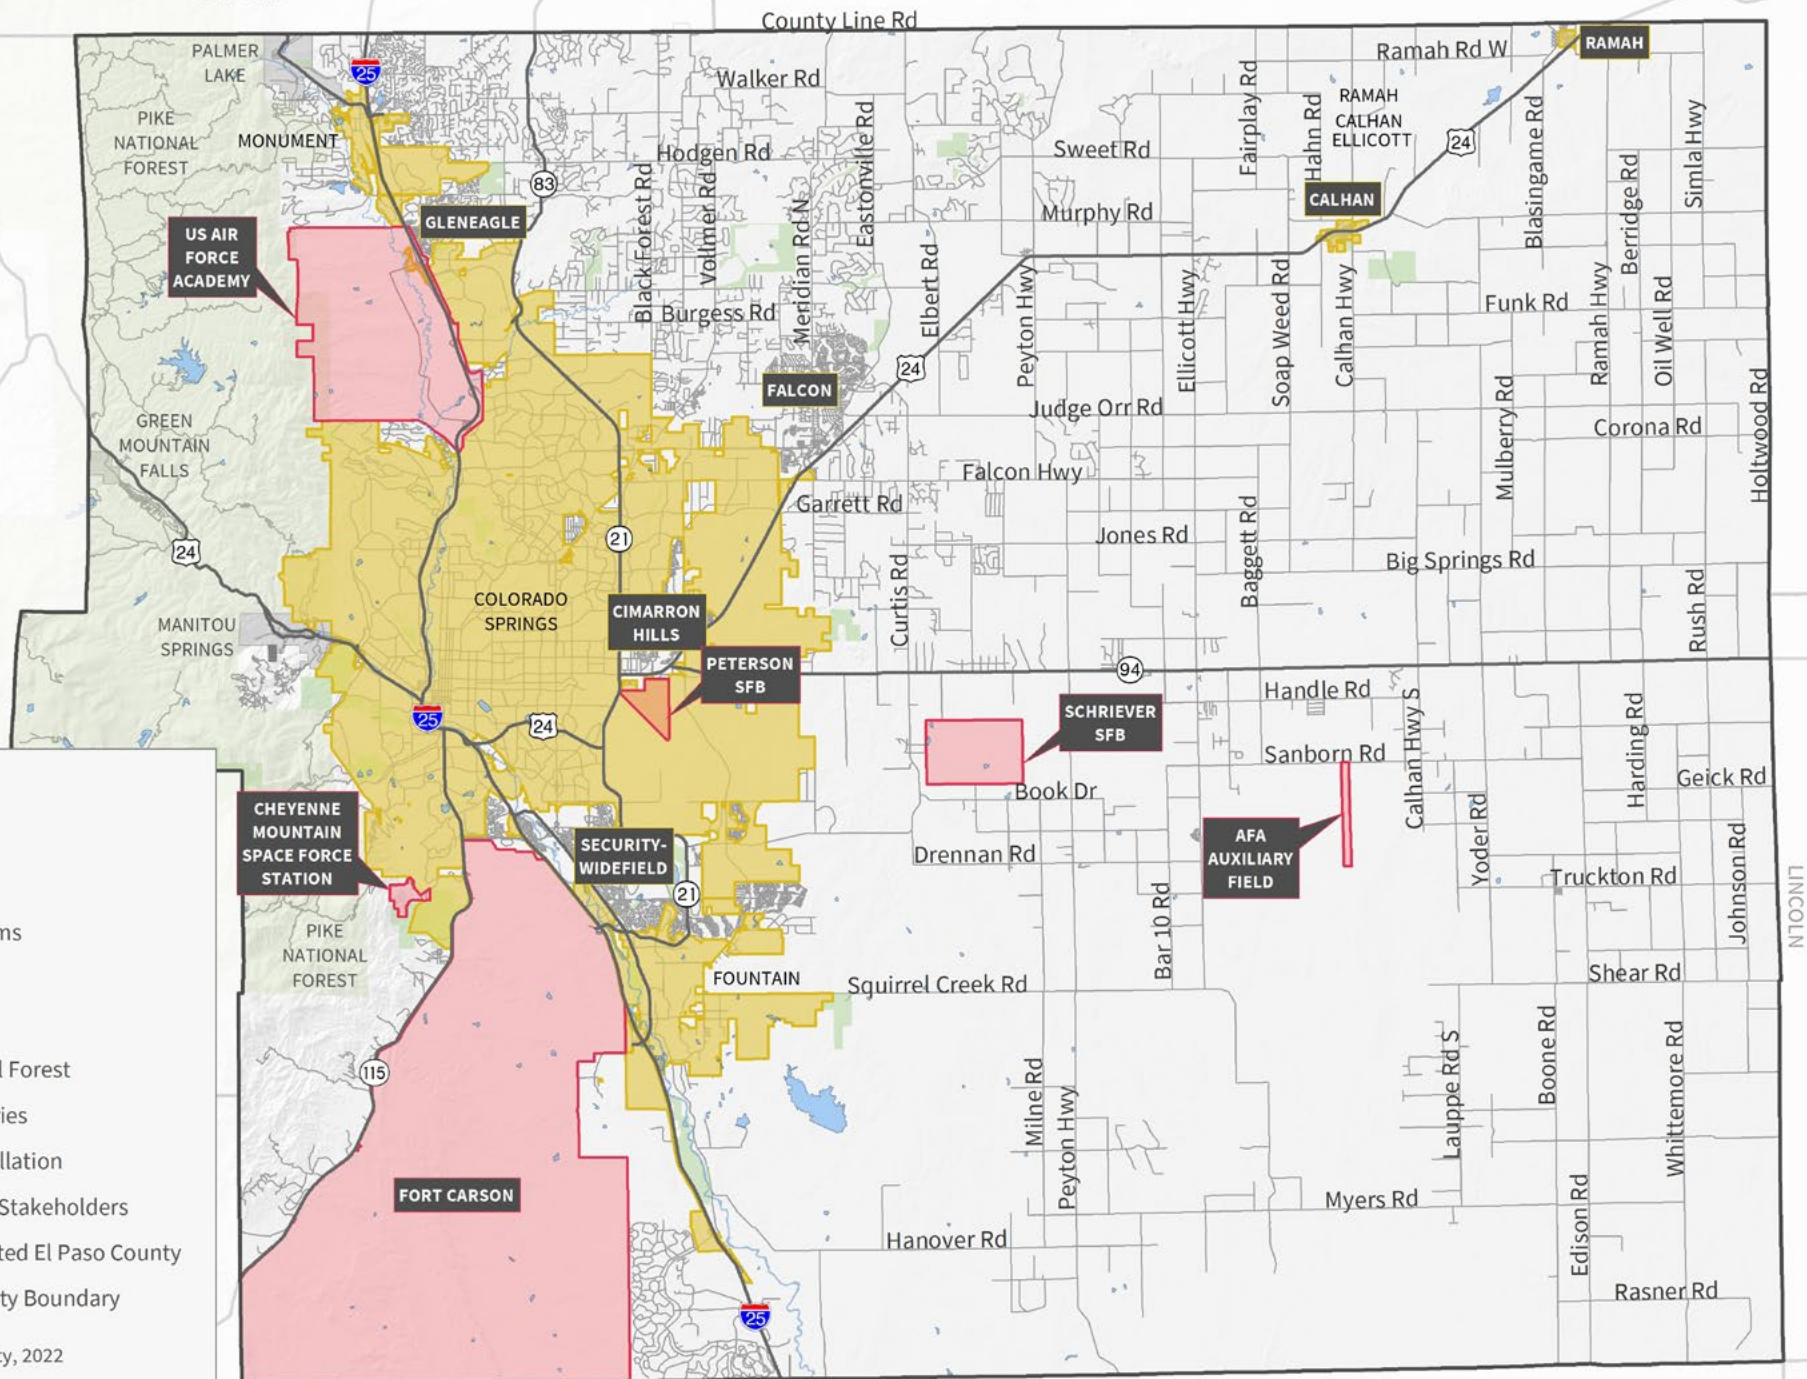 County Line Rd
PALMER
LAKE
25
Ramah Rd W
RAMAH
Walker Rd
PIKE
NATIONAL
FOREST
MONUMENT
Hodgen Rd
83
Eastonville Rd
Sweet Rd
Fairplay Rd
Hahn Rd
RAMAH
CALHAN
ELLICOTT
24
Blasingame Rd
Berridge Rd
Simla Hwy
US AIR
FORCE
ACADEMY
GLENEAGLE
Black Forest Rd
Vollmer Rd
Meridian Rd N
Murphy Rd
CALHAN
Burgess Rd
Elbert Rd
Peyton Hwy
Ellicott Hwy
Soap Weed Rd
Calhan Hwy
Funk Rd
Ramah Hwy
Oil Well Rd
24
FALCON
Judge Orr Rd
Mulberry Rd
Corona Rd
Holtwood Rd
GREEN
MOUNTAIN
FALLS
Falcon Hwy
Garrett Rd
24
21
Jones Rd
Baggett Rd
Big Springs Rd
Curtis Rd
Rush Rd
COLORADO
SPRINGS
CIMARRON
HILLS
MANITOU
SPRINGS
PETERSON
SFB
94
Handle Rd
25
24
SCHRIEVER
SFB
Calhan Hwy S
Harding Rd
Sanborn Rd
Geick Rd
Book Dr
CHEYENNE
MOUNTAIN
SPACE FORCE
STATION
SECURITY-
WIDEFIELD
Drennan Rd
AFA
AUXILIARY
FIELD
Yoder Rd
Truckton Rd
Johnson Rd
LINCOLN
21
Bar 10 Rd
ms
PIKE
NATIONAL
FOREST
FOUNTAIN
Squirrel Creek Rd
Shear Rd
115
l Forest
Milne Rd
Peyton Hwy
Lauppe Rd S
Boone Rd
Whittemore Rd
ries
llation
FORT CARSON
Stakeholders
Myers Rd
Edison Rd
ted El Paso County
Hanover Rd
ty Boundary
Rasner Rd
25
ty, 2022